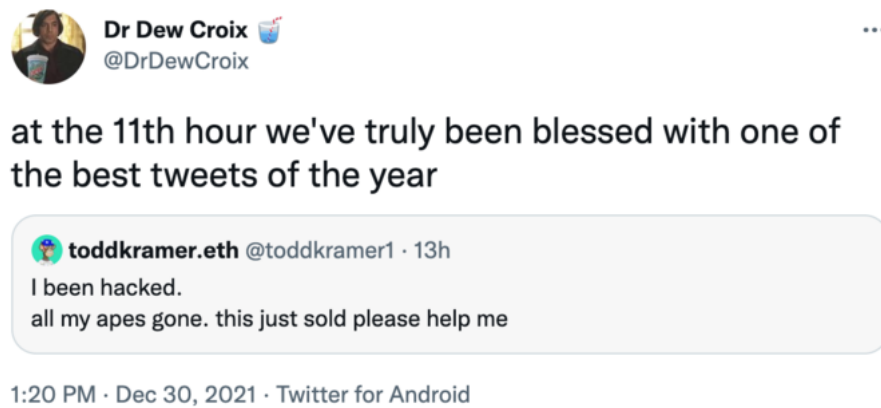 Dr Dew Croix
@DrDewCroix
at the 11th hour we've truly been blessed with one of
the best tweets of the year
toddkramer.eth @toddkramer1 · 13h
I been hacked.
all my apes gone. this just sold please help me
1:20 PM · Dec 30, 2021 · Twitter for Android